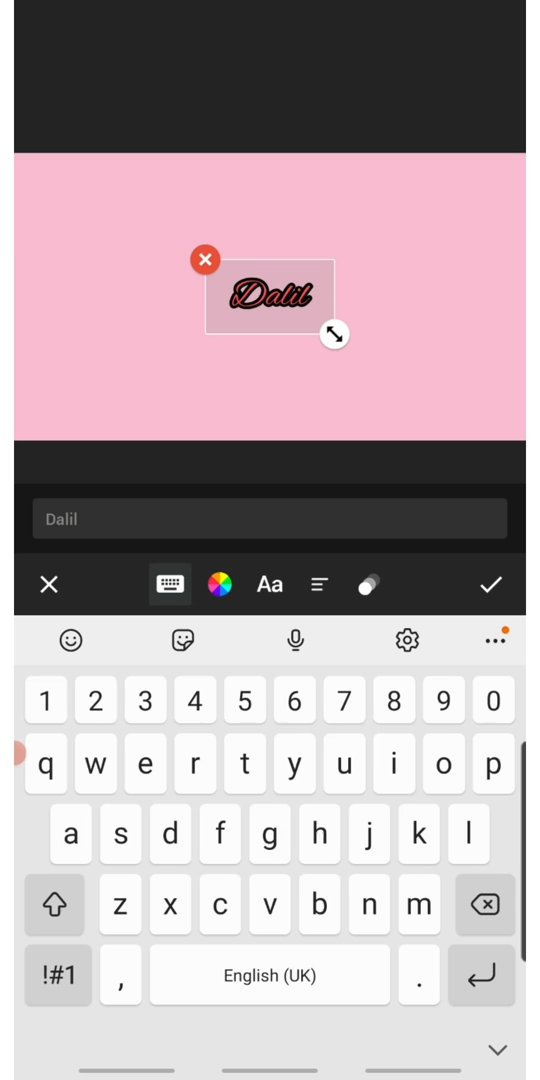 Dalil
Dalil
Aa
1 2 3 4 5 6 7 8 9 0
q w e r t y u i o p
a s d f g h j k l
z x c v b n m
!#1 , English (UK) .